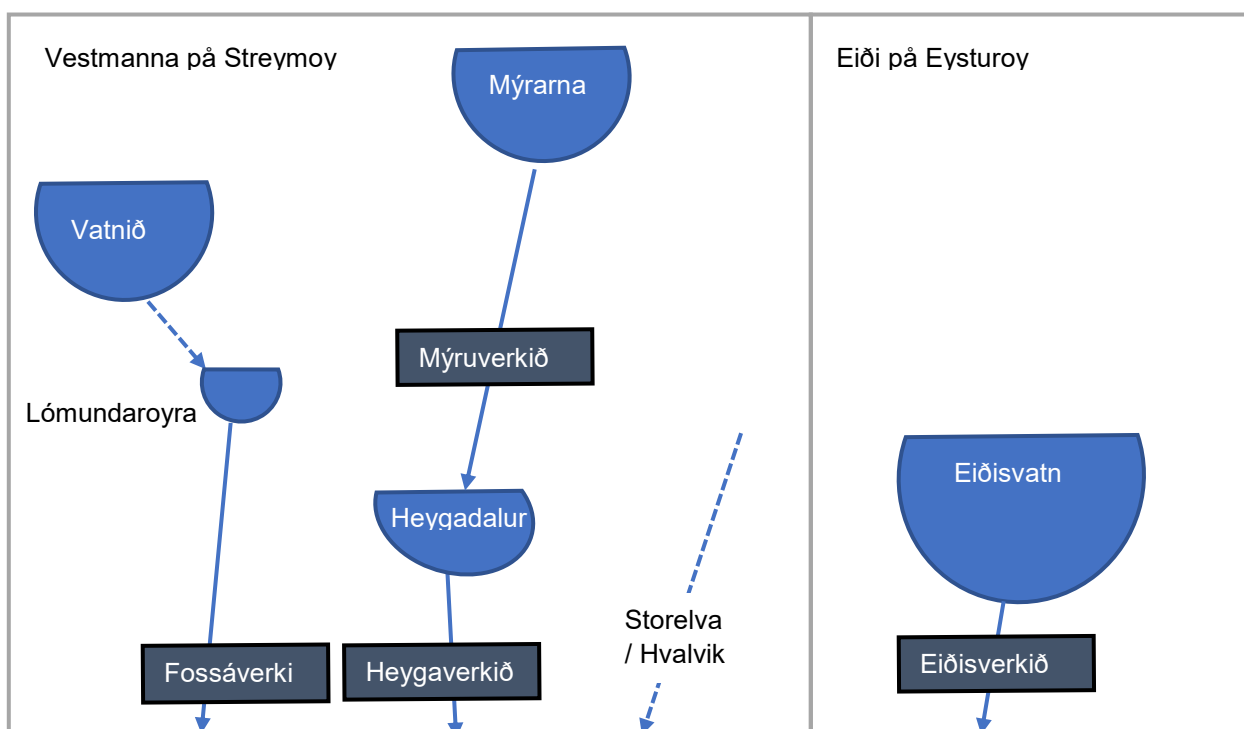 Vestmanna på Streymoy
Eiði på Eysturoy
Mýrarna
Vatnið
Mýruverkið
Lómundaroyra
Eiðisvatn
Heygadalur
Storelva
/ Hvalvik
Fossáverki
Heygaverkið
Eiðisverkið